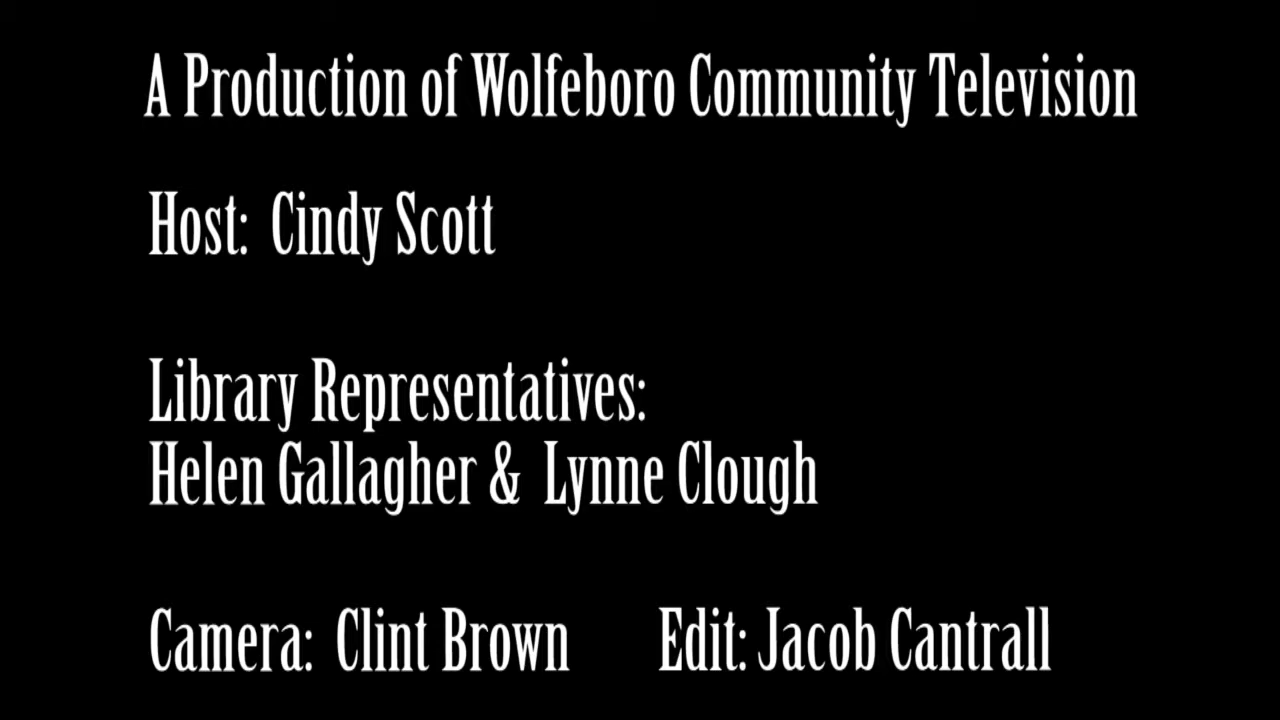 A Production of Wolfeboro Community Television
Host: Cindy Scott
Library Representatives:
Helen Gallagher & Lynne Clough
Camera: Clint Brown Edit: Jacob Cantrall